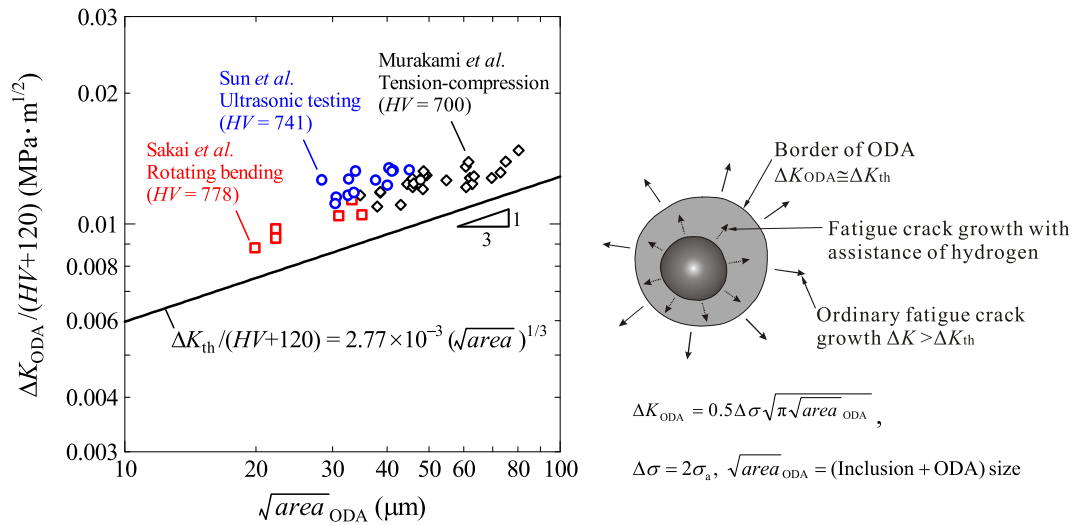 0.03
0.02
0.01
0.008
0.006
0.004
0.003
10
20
30
40
50
60
80
100
ΔK_ODA/(HV+120) (MPa·m^1/2)
√area_ODA (μm)
Murakami et al.
Tension-compression
(HV = 700)
Sun et al.
Ultrasonic testing
(HV = 741)
Sakai et al.
Rotating bending
(HV = 778)
1
3
ΔK_th/(HV+120) = 2.77×10^−3 (√area)^1/3
Border of ODA
ΔK_ODA≅ΔK_th
Fatigue crack growth with
assistance of hydrogen
Ordinary fatigue crack
growth ΔK >ΔK_th
ΔK_ODA = 0.5Δσ√(π√area_ODA) ,
Δσ = 2σ_a, √area_ODA = (Inclusion + ODA) size